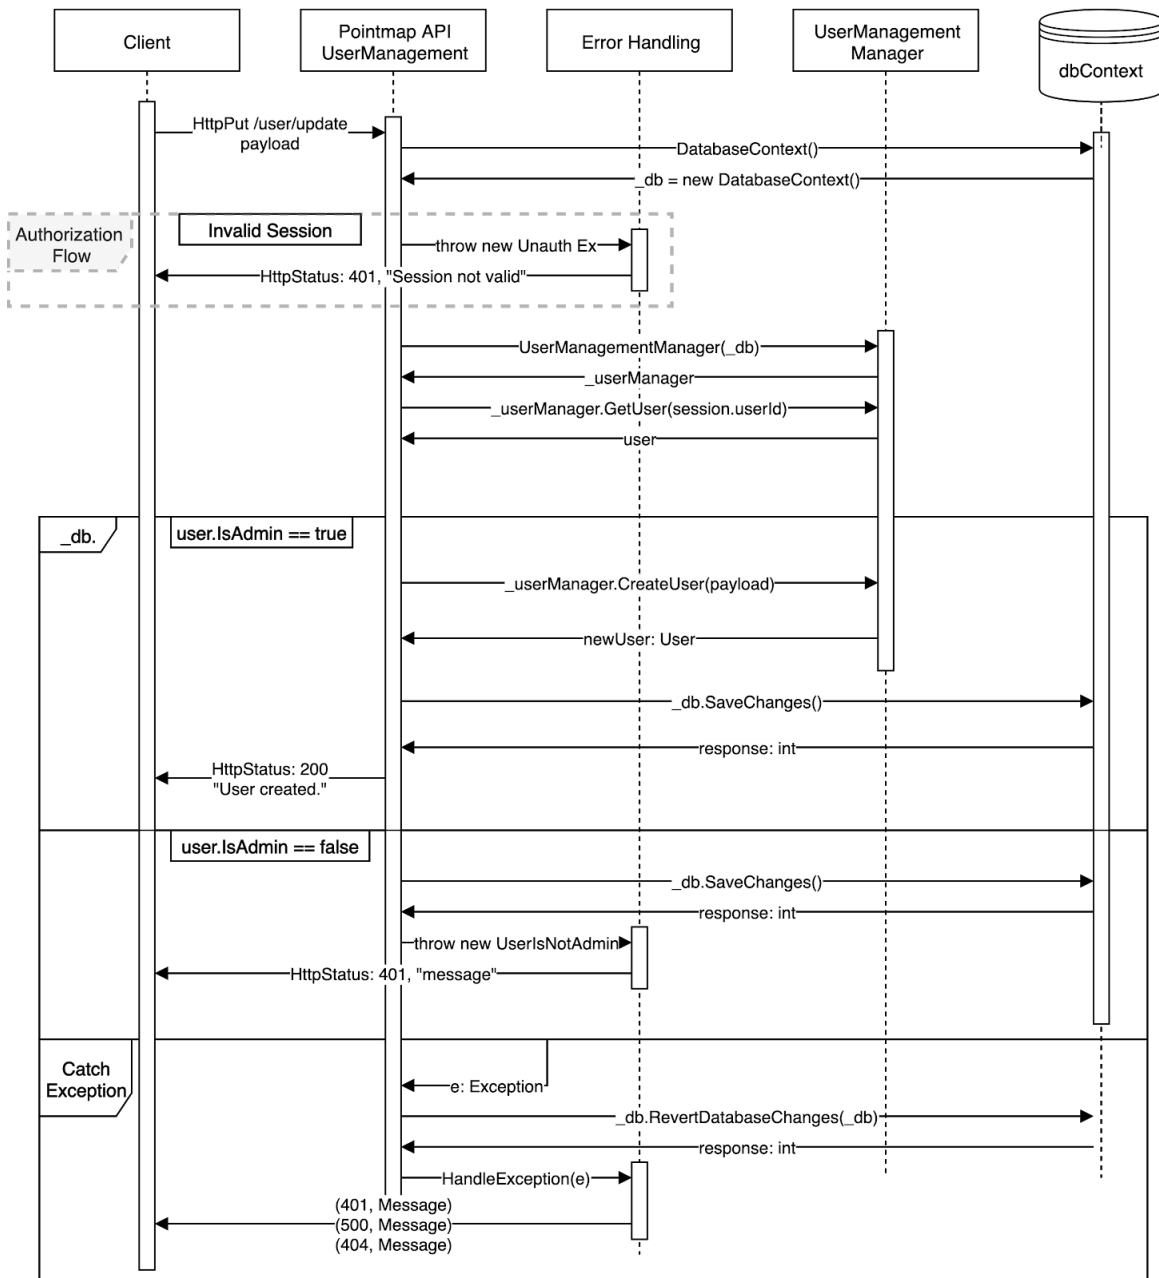 Client
Pointmap API
UserManagement
Error Handling
UserManagement
Manager
dbContext
HttpPut /user/update
payload
DatabaseContext()
_db = new DatabaseContext()
Authorization
Flow
Invalid Session
throw new Unauth Ex
HttpStatus: 401, "Session not valid"
UserManagementManager(_db)
_userManager
_userManager.GetUser(session.userId)
user
_db.
user.IsAdmin == true
_userManager.CreateUser(payload)
newUser: User
_db.SaveChanges()
response: int
HttpStatus: 200
"User created."
user.IsAdmin == false
_db.SaveChanges()
response: int
throw new UserIsNotAdmin
HttpStatus: 401, "message"
Catch
Exception
e: Exception
_db.RevertDatabaseChanges(_db)
response: int
HandleException(e)
(401, Message)
(500, Message)
(404, Message)